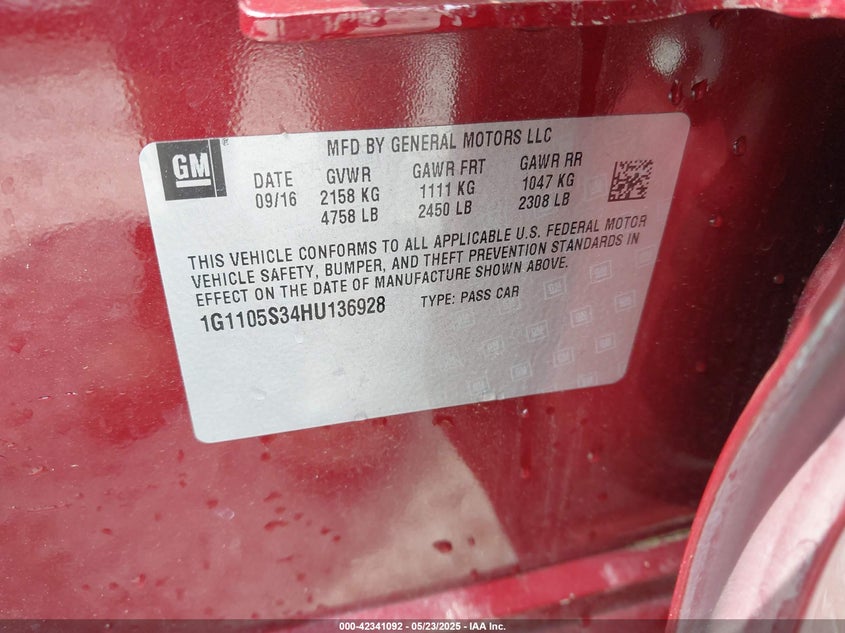 GM
MFD BY GENERAL MOTORS LLC
DATE GVWR GAWR FRT GAWR RR
09/16 2158 KG 1111 KG 1047 KG
4758 LB 2450 LB 2308 LB
THIS VEHICLE CONFORMS TO ALL APPLICABLE U.S. FEDERAL MOTOR
VEHICLE SAFETY, BUMPER, AND THEFT PREVENTION STANDARDS IN
EFFECT ON THE DATE OF MANUFACTURE SHOWN ABOVE.
1G1105S34HU136928 TYPE: PASS CAR
000-42341092 - 05/23/2025 - IAA Inc.